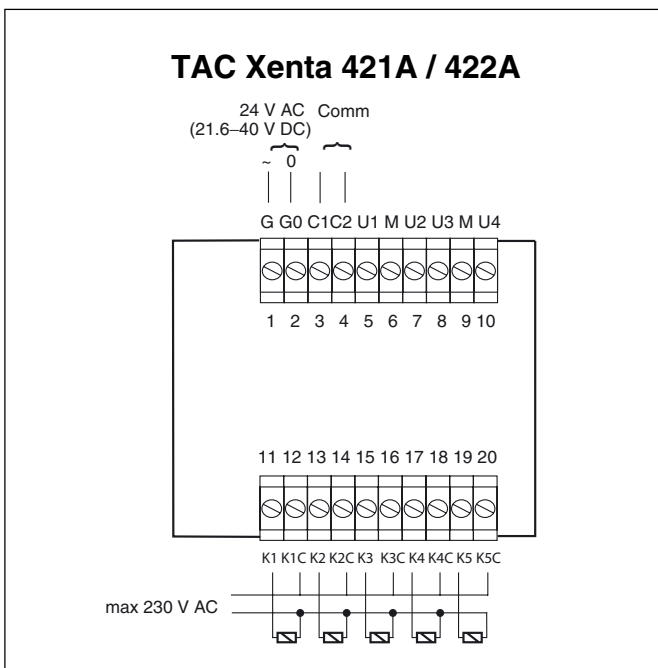 TAC Xenta 421A / 422A
24 V AC Comm
(21.6–40 V DC)
~ 0
G G0 C1 C2 U1 M U2 U3 M U4
1 2 3 4 5 6 7 8 9 10
11 12 13 14 15 16 17 18 19 20
K1 K1C K2 K2C K3 K3C K4 K4C K5 K5C
max 230 V AC